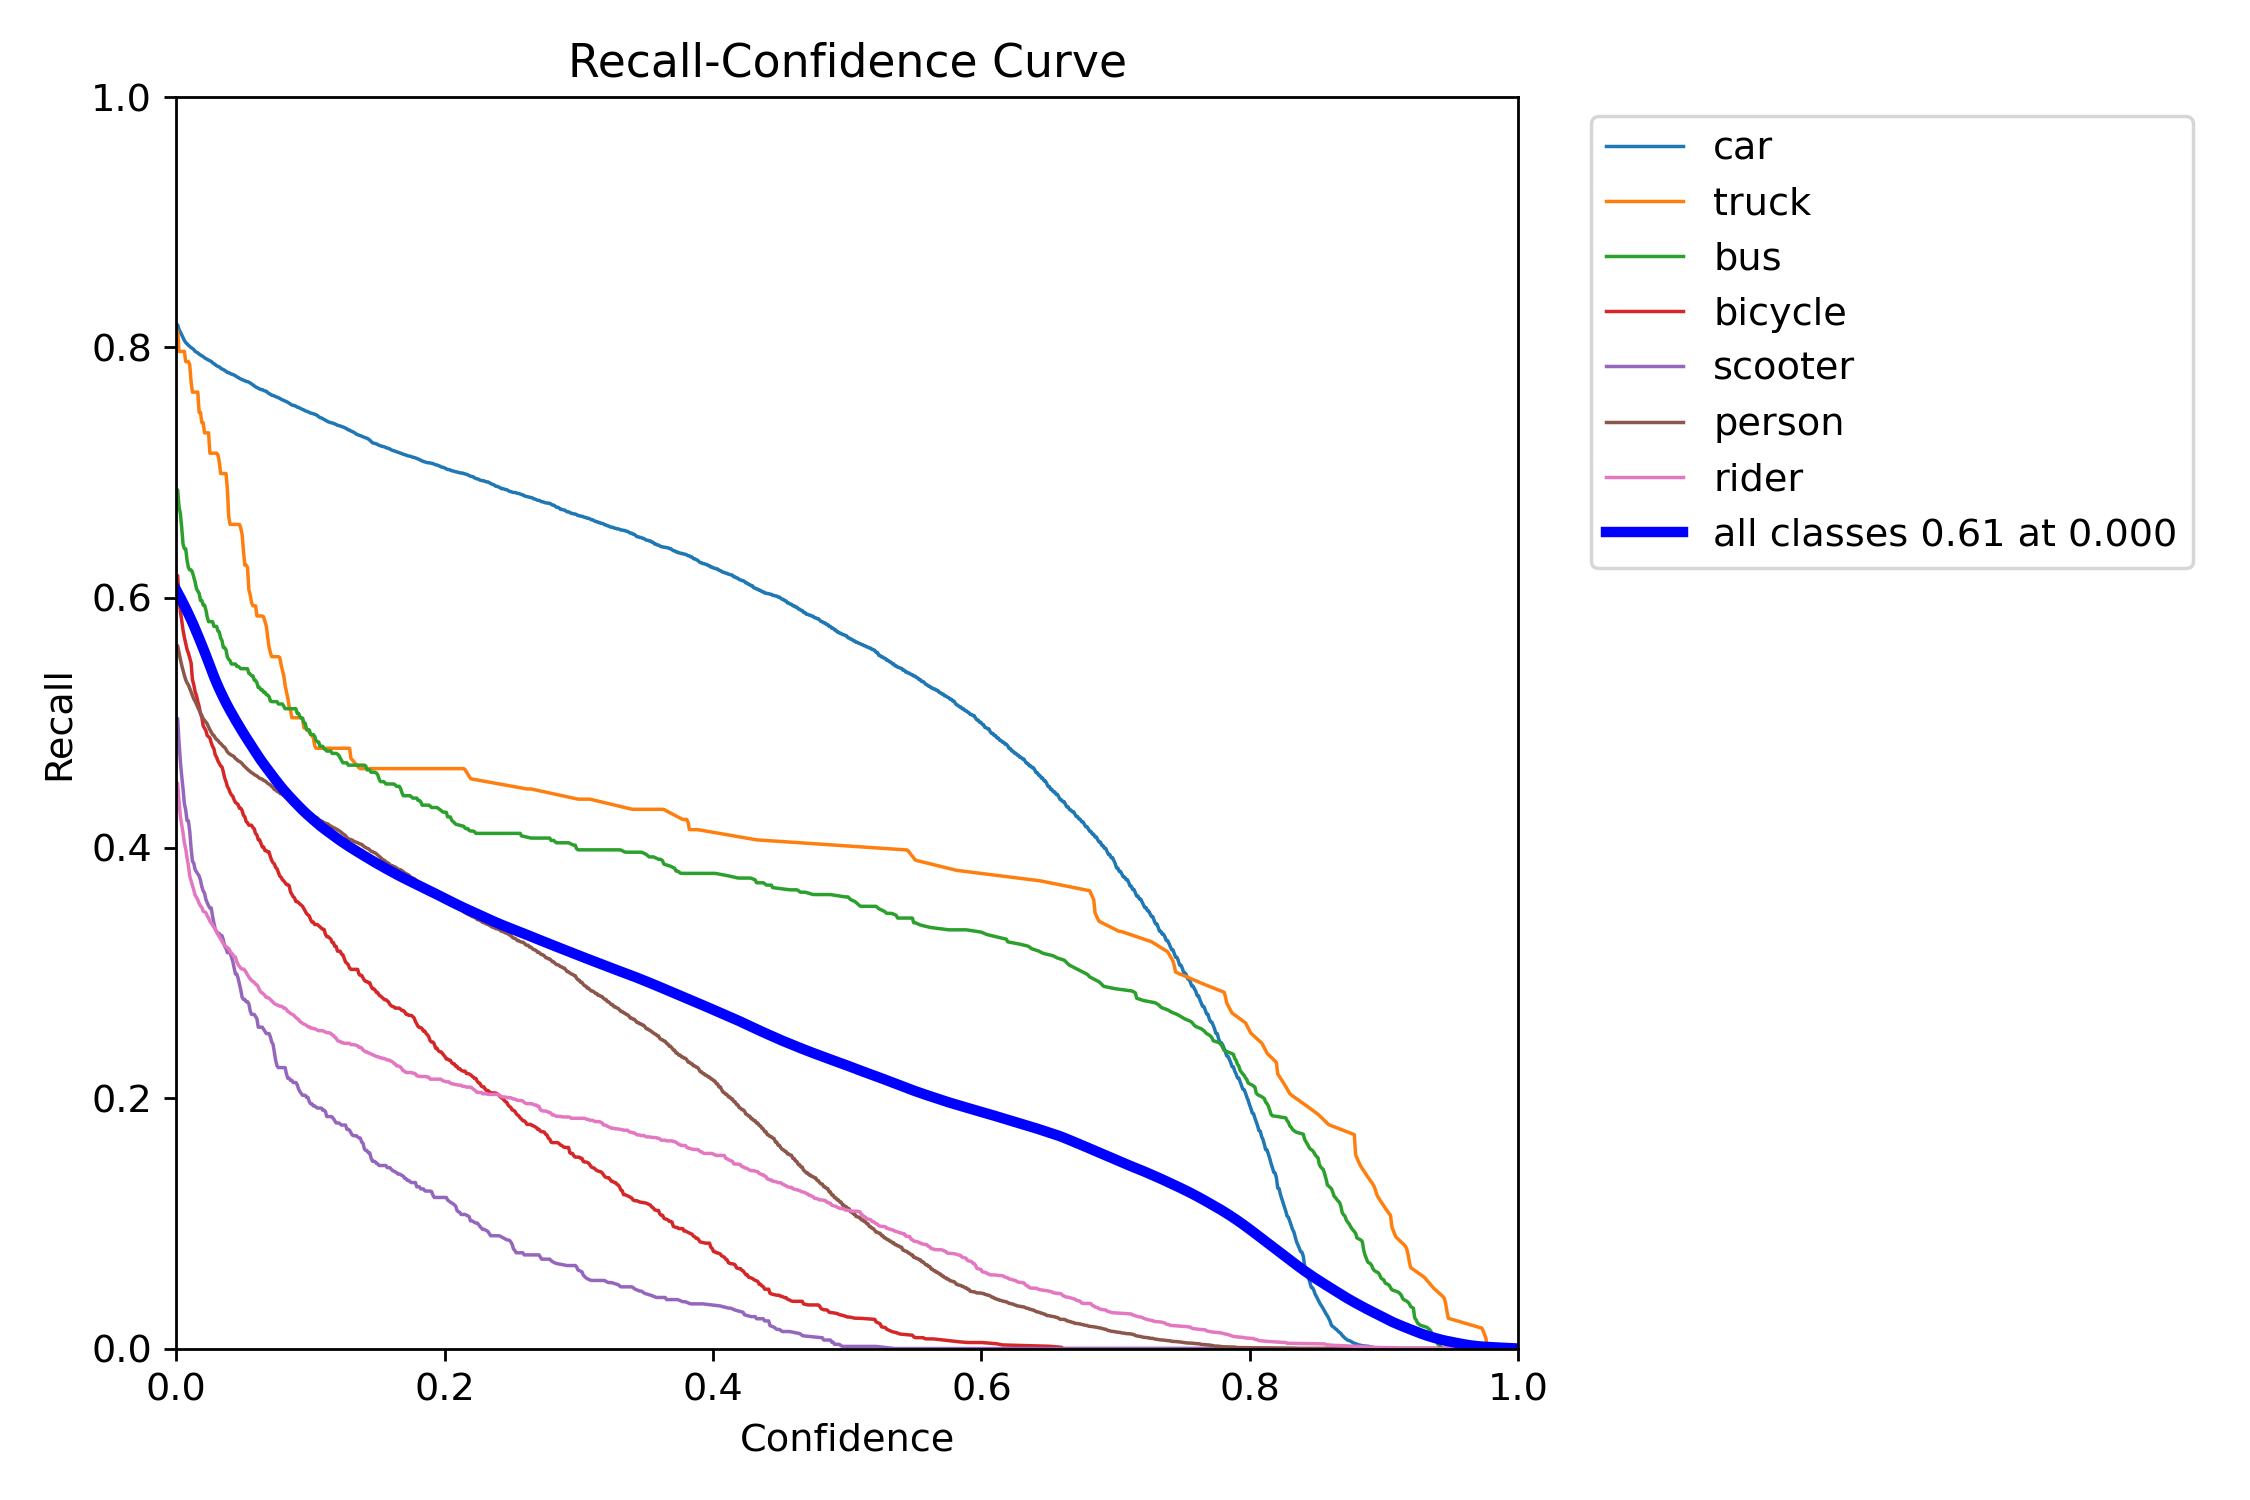 Recall-Confidence Curve
1.0
0.8
0.6
0.4
0.2
0.0
Recall
0.0 0.2 0.4 0.6 0.8 1.0
Confidence
car
truck
bus
bicycle
scooter
person
rider
all classes 0.61 at 0.000